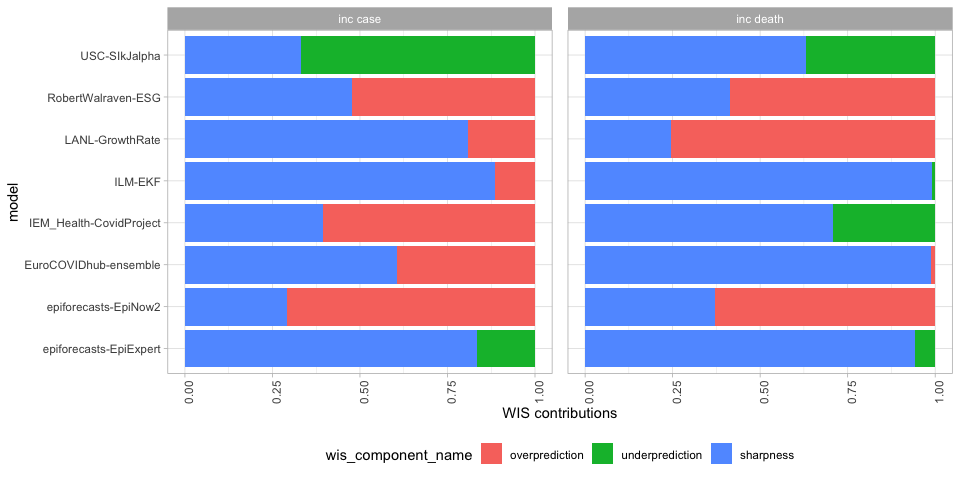 inc case
inc death
model
USC-SIkJalpha
RobertWalraven-ESG
LANL-GrowthRate
ILM-EKF
IEM_Health-CovidProject
EuroCOVIDhub-ensemble
epiforecasts-EpiNow2
epiforecasts-EpiExpert
0.00 0.25 0.50 0.75 1.00
0.00 0.25 0.50 0.75 1.00
WIS contributions
wis_component_name overprediction underprediction sharpness